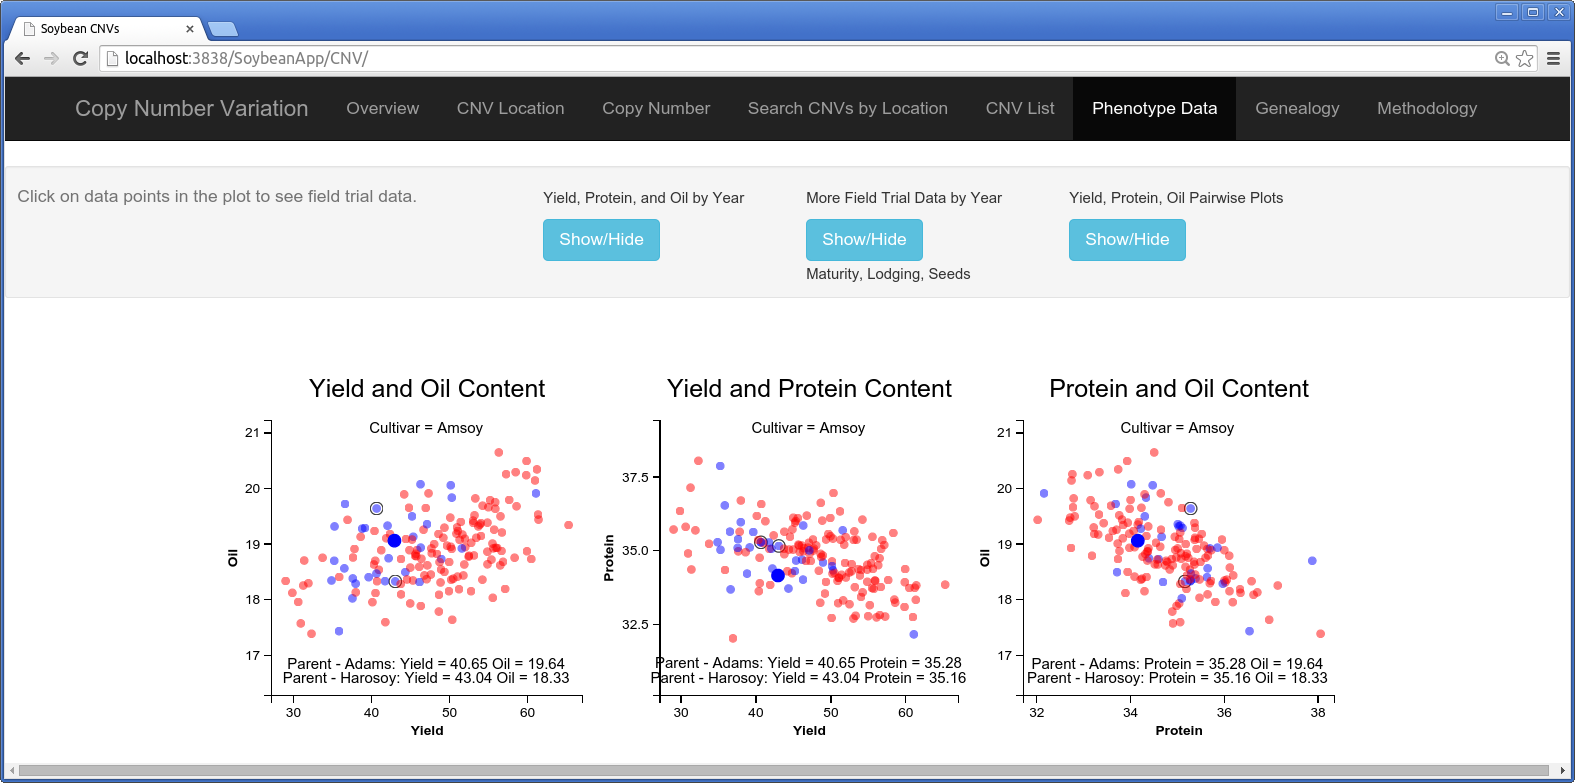 Soybean CNVs
localhost:3838/SoybeanApp/CNV/
Copy Number Variation Overview CNV Location Copy Number Search CNVs by Location CNV List Phenotype Data Genealogy Methodology
Click on data points in the plot to see field trial data.
Yield, Protein, and Oil by Year
Show/Hide
More Field Trial Data by Year
Show/Hide
Maturity, Lodging, Seeds
Yield, Protein, Oil Pairwise Plots
Show/Hide
Yield and Oil Content
Cultivar = Amsoy
21
20
19
18
17
Oil
Parent - Adams: Yield = 40.65 Oil = 19.64
Parent - Harosoy: Yield = 43.04 Oil = 18.33
30 40 50 60
Yield
Yield and Protein Content
Cultivar = Amsoy
37.5
35.0
32.5
Protein
Parent - Adams: Yield = 40.65 Protein = 35.28
Parent - Harosoy: Yield = 43.04 Protein = 35.16
30 40 50 60
Yield
Protein and Oil Content
Cultivar = Amsoy
21
20
19
18
17
Oil
Parent - Adams: Protein = 35.28 Oil = 19.64
Parent - Harosoy: Protein = 35.16 Oil = 18.33
32 34 36 38
Protein